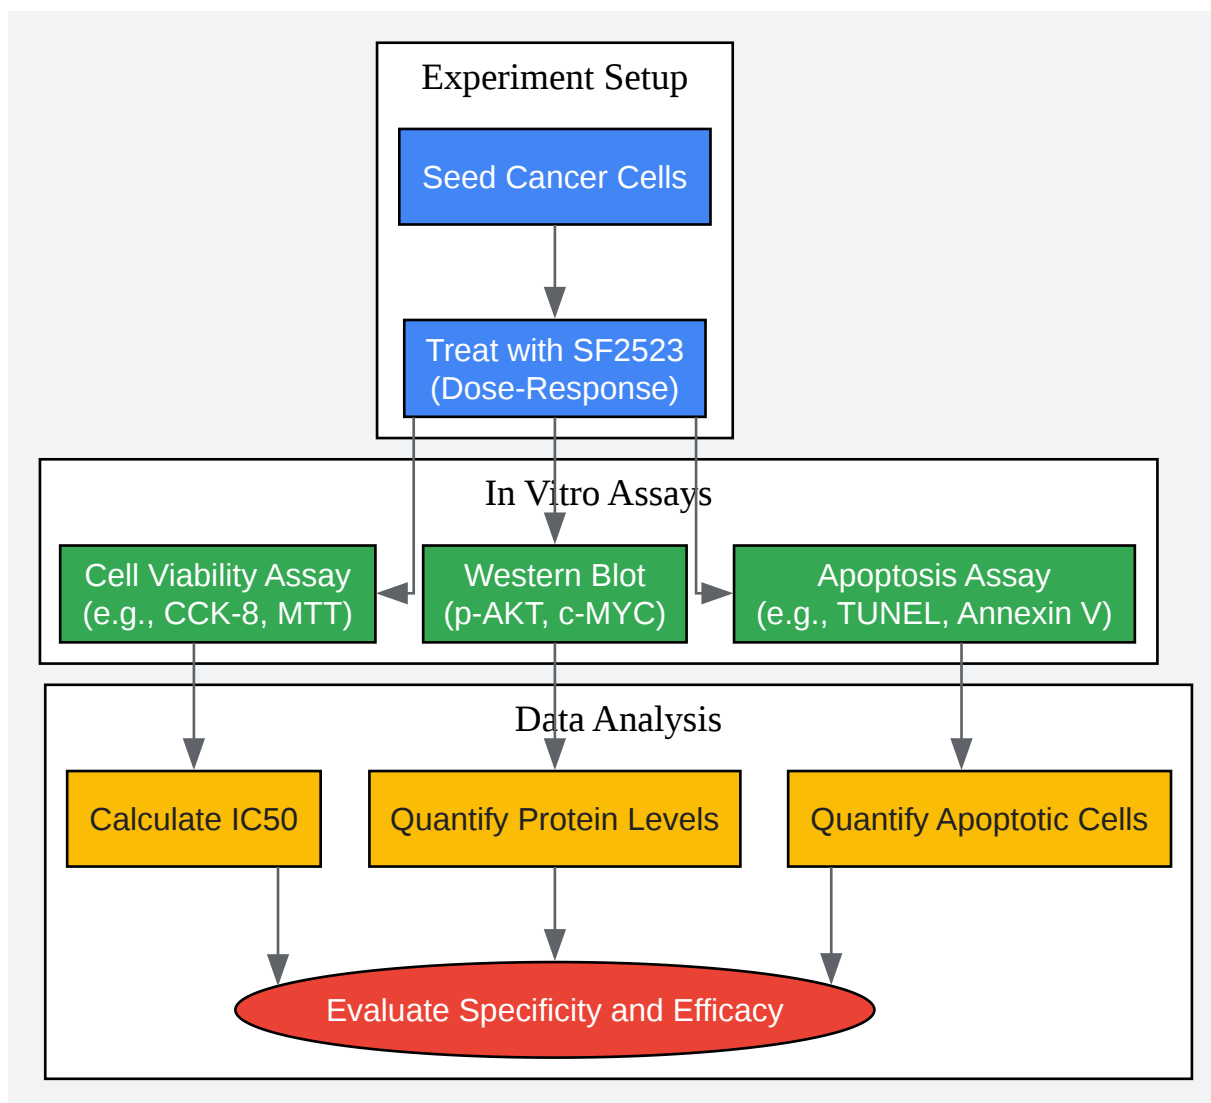 Experiment Setup
Seed Cancer Cells
Treat with SF2523
(Dose-Response)
In Vitro Assays
Cell Viability Assay
(e.g., CCK-8, MTT)
Western Blot
(p-AKT, c-MYC)
Apoptosis Assay
(e.g., TUNEL, Annexin V)
Data Analysis
Calculate IC50
Quantify Protein Levels
Quantify Apoptotic Cells
Evaluate Specificity and Efficacy